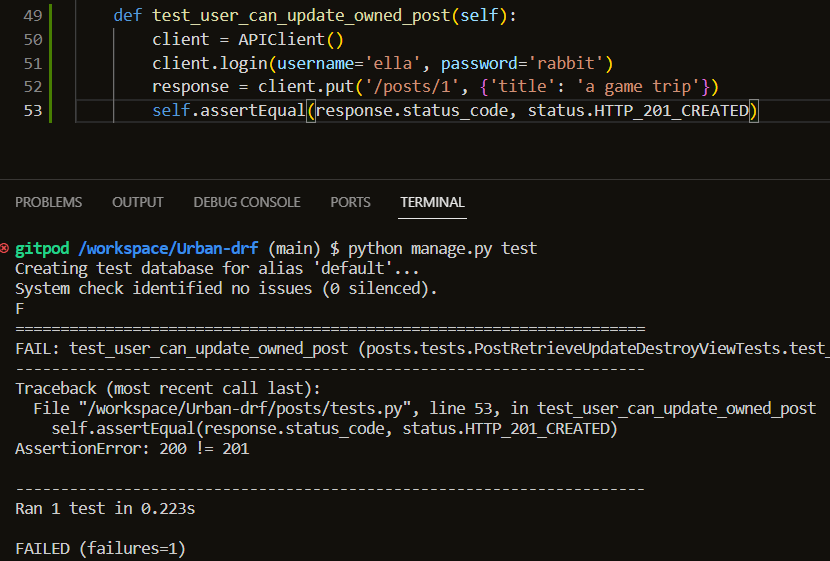 49 def test_user_can_update_owned_post(self):
50 client = APIClient()
51 client.login(username='ella', password='rabbit')
52 response = client.put('/posts/1', {'title': 'a game trip'})
53 self.assertEqual(response.status_code, status.HTTP_201_CREATED)
PROBLEMS OUTPUT DEBUG CONSOLE PORTS TERMINAL
gitpod /workspace/Urban-drf (main) $ python manage.py test
Creating test database for alias 'default'...
System check identified no issues (0 silenced).
F
======================================================================
FAIL: test_user_can_update_owned_post (posts.tests.PostRetrieveUpdateDestroyViewTests.test_
----------------------------------------------------------------------
Traceback (most recent call last):
File "/workspace/Urban-drf/posts/tests.py", line 53, in test_user_can_update_owned_post
self.assertEqual(response.status_code, status.HTTP_201_CREATED)
AssertionError: 200 != 201
----------------------------------------------------------------------
Ran 1 test in 0.223s
FAILED (failures=1)